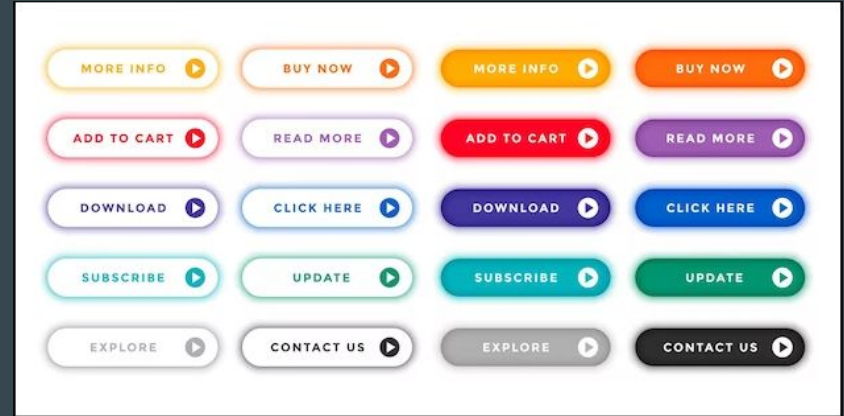 MORE INFO BUY NOW MORE INFO BUY NOW
ADD TO CART READ MORE ADD TO CART READ MORE
DOWNLOAD CLICK HERE DOWNLOAD CLICK HERE
SUBSCRIBE UPDATE SUBSCRIBE UPDATE
EXPLORE CONTACT US EXPLORE CONTACT US